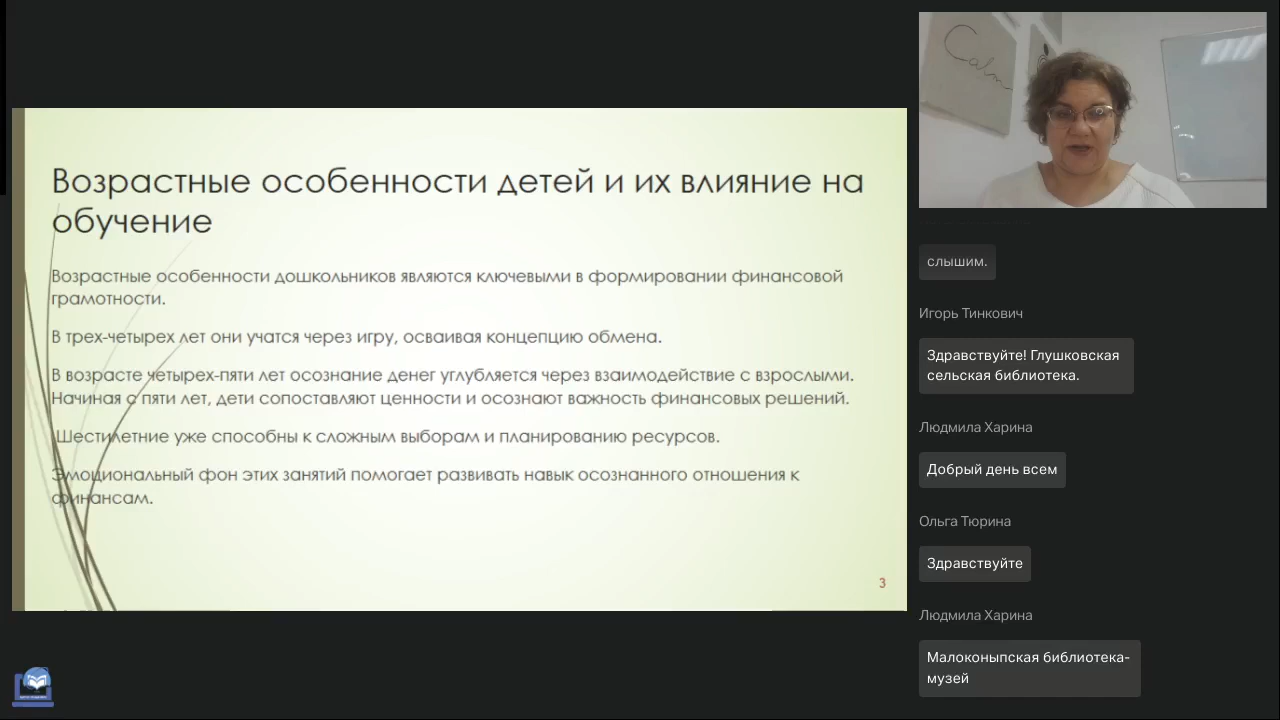 Возрастные особенности детей и их влияние на
обучение
Возрастные особенности дошкольников являются ключевыми в формировании финансовой
грамотности.
В трех-четырех лет они учатся через игру, осваивая концепцию обмена.
В возрасте четырех-пяти лет осознание денег углубляется через взаимодействие с взрослыми.
Начиная с пяти лет, дети сопоставляют ценности и осознают важность финансовых решений.
Шестилетние уже способны к сложным выборам и планированию ресурсов.
Эмоциональный фон этих занятий помогает развивать навык осознанного отношения к
финансам.
3
Calm
слышим.
Игорь Тинкович
Здравствуйте! Глушковская
сельская библиотека.
Людмила Харина
Добрый день всем
Ольга Тюрина
Здравствуйте
Людмила Харина
Малоконыпская библиотека-
музей